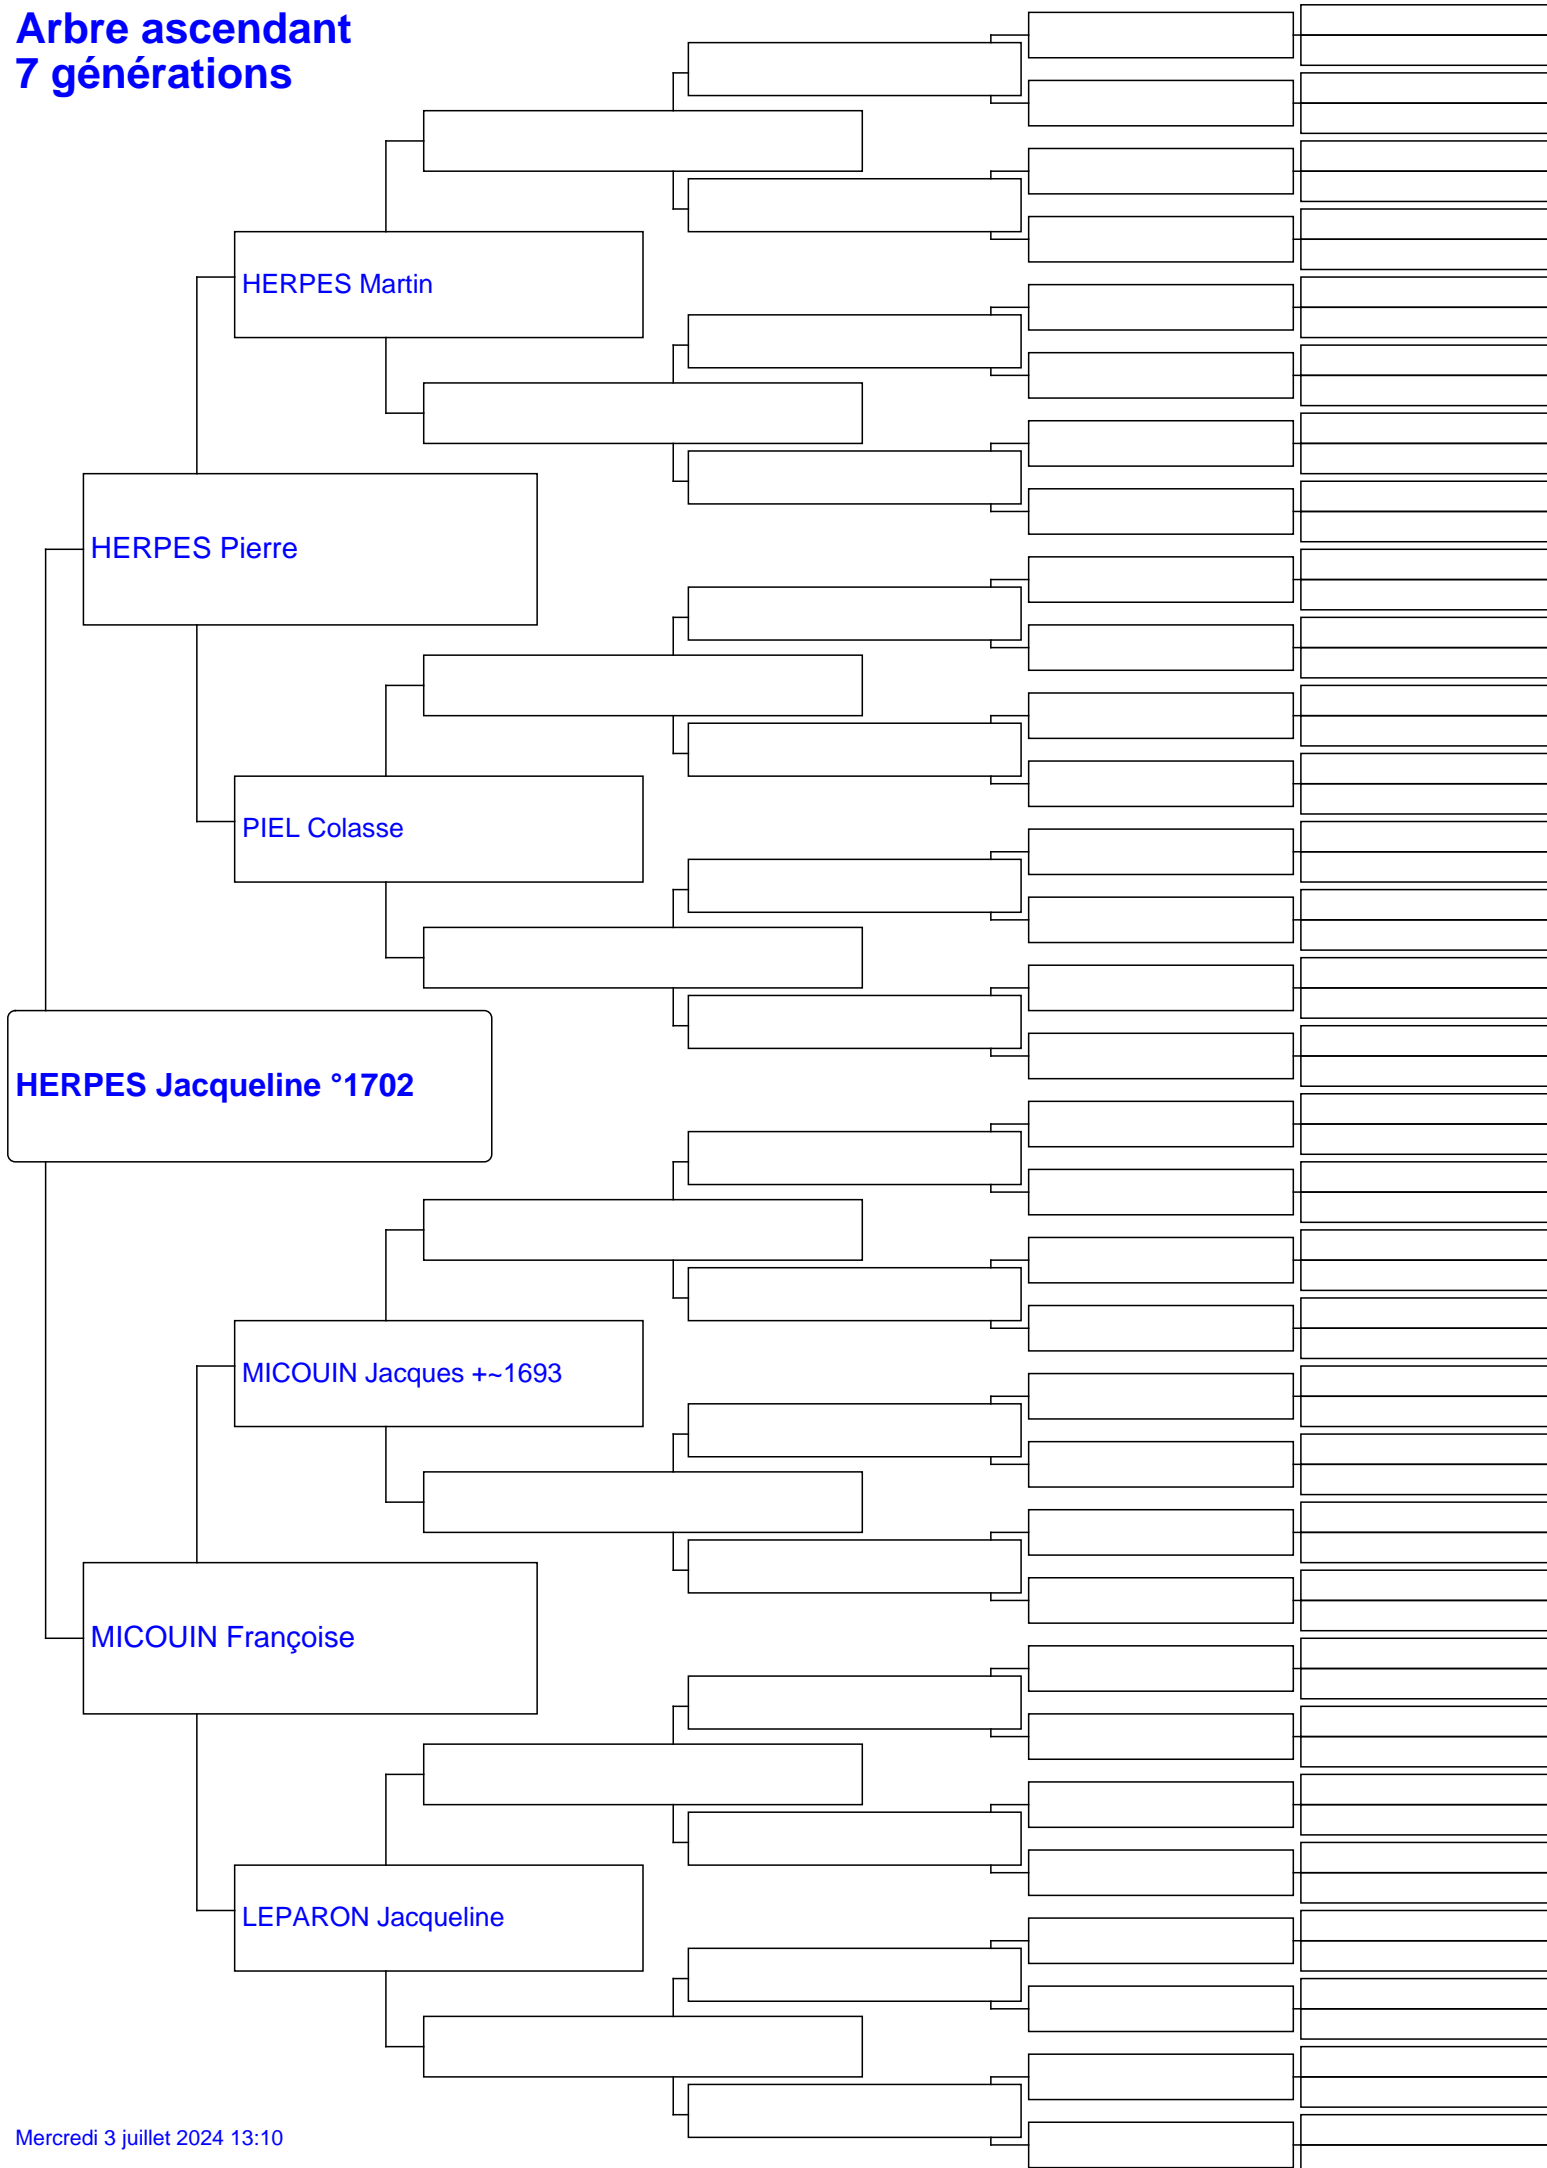 Arbre ascendant
7 générations
HERPES Martin
HERPES Pierre
PIEL Colasse
HERPES Jacqueline °1702
MICOUIN Jacques +~1693
MICOUIN Françoise
LEPARON Jacqueline
Mercredi 3 juillet 2024 13:10